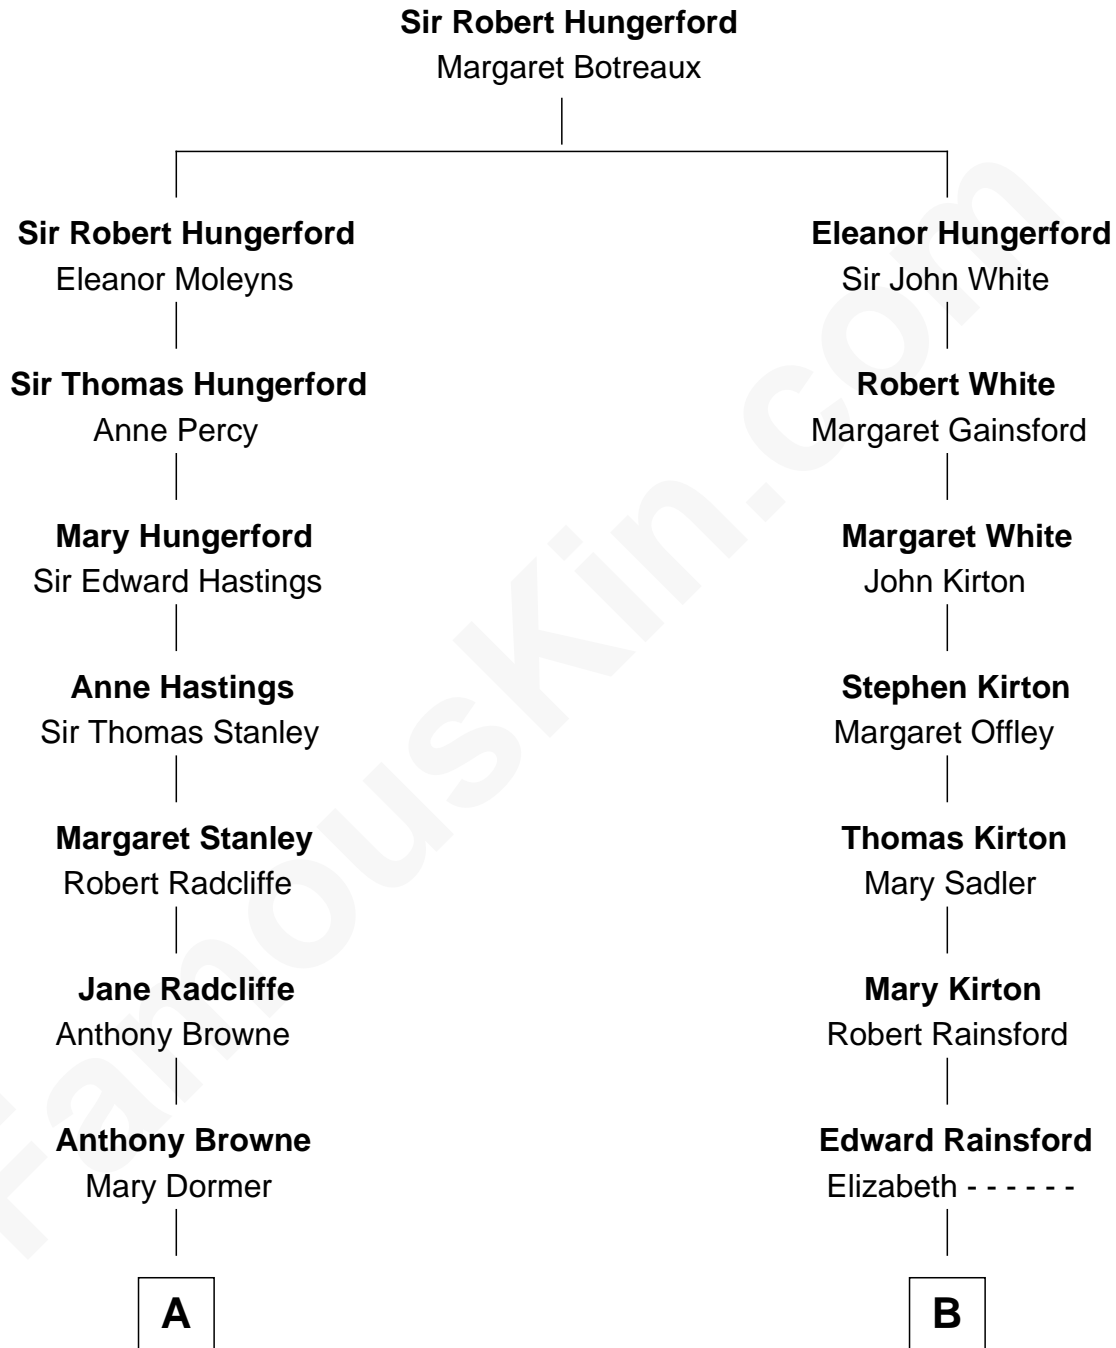 Sir Robert Hungerford
Margaret Botreaux
Sir Robert Hungerford
Eleanor Moleyns
Eleanor Hungerford
Sir John White
Sir Thomas Hungerford
Anne Percy
Robert White
Margaret Gainsford
Mary Hungerford
Sir Edward Hastings
Margaret White
John Kirton
Anne Hastings
Sir Thomas Stanley
Stephen Kirton
Margaret Offley
Margaret Stanley
Robert Radcliffe
Thomas Kirton
Mary Sadler
Jane Radcliffe
Anthony Browne
Mary Kirton
Robert Rainsford
Anthony Browne
Mary Dormer
Edward Rainsford
Elizabeth - - - - - -
A
B
FamousKin.com